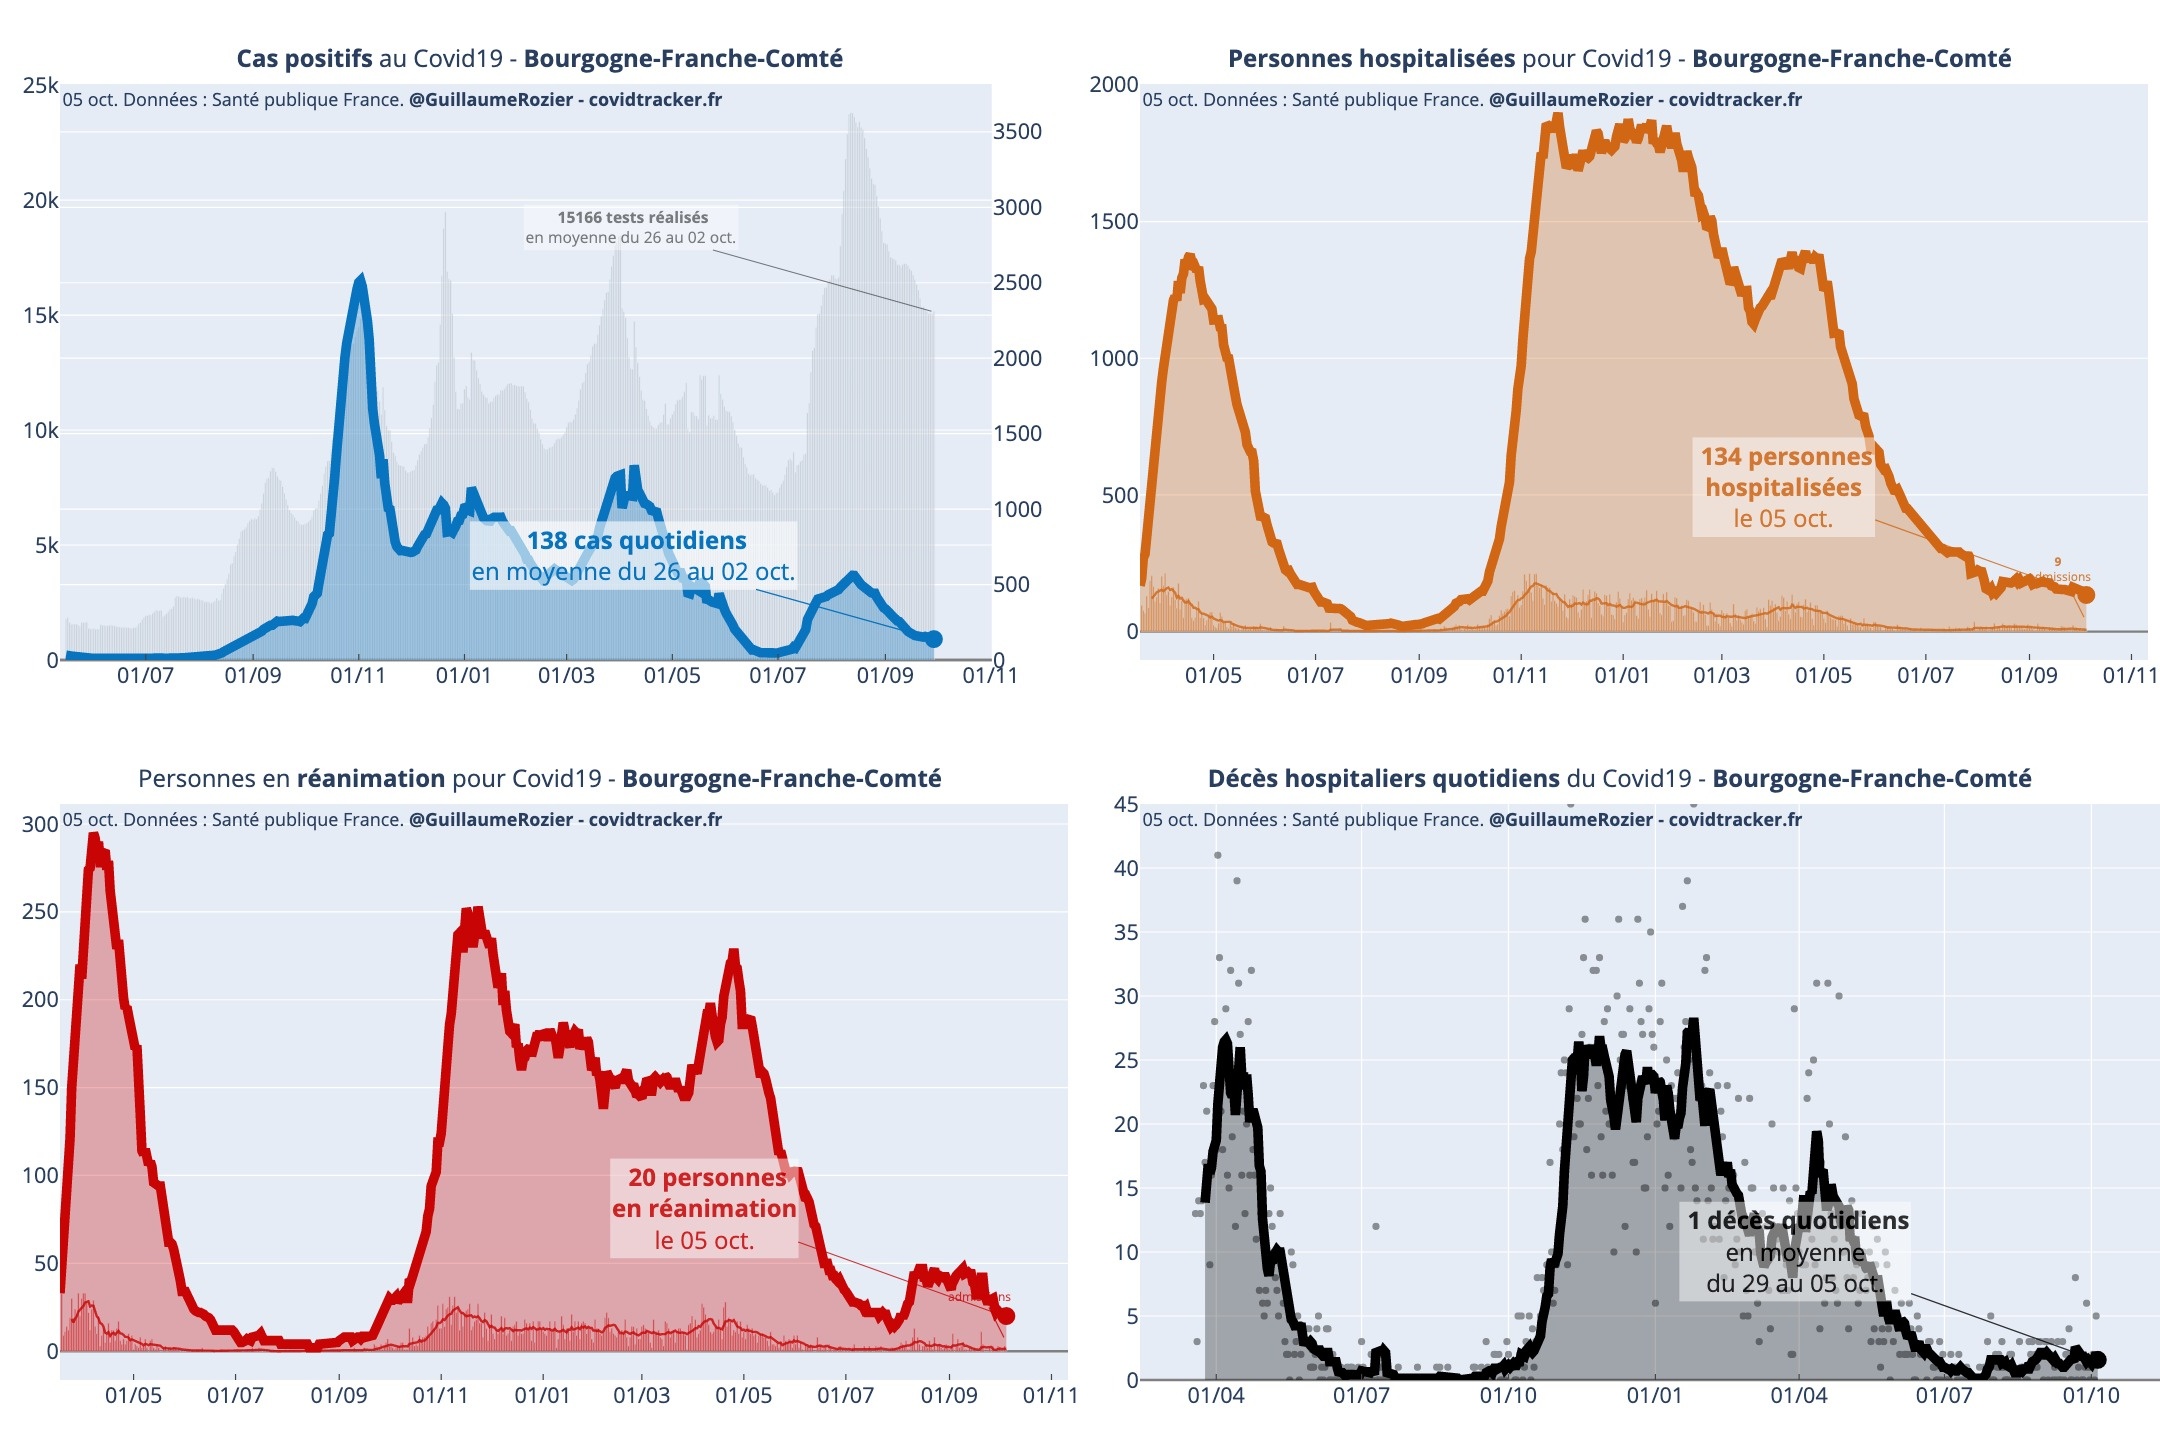 Cas positifs au Covid19 - Bourgogne-Franche-Comté
05 oct. Données : Santé publique France. @GuillaumeRozier - covidtracker.fr
25k
20k
15k
10k
5k
0
3500
3000
2500
2000
1500
1000
500
0
15166 tests réalisés
en moyenne du 26 au 02 oct.
138 cas quotidiens
en moyenne du 26 au 02 oct.
01/07 01/09 01/11 01/01 01/03 01/05 01/07 01/09 01/11
Personnes hospitalisées pour Covid19 - Bourgogne-Franche-Comté
05 oct. Données : Santé publique France. @GuillaumeRozier - covidtracker.fr
2000
1500
1000
500
0
134 personnes
hospitalisées
le 05 oct.
9
admissions
01/05 01/07 01/09 01/11 01/01 01/03 01/05 01/07 01/09 01/11
Personnes en réanimation pour Covid19 - Bourgogne-Franche-Comté
05 oct. Données : Santé publique France. @GuillaumeRozier - covidtracker.fr
300
250
200
150
100
50
0
20 personnes
en réanimation
le 05 oct.
admissions
01/05 01/07 01/09 01/11 01/01 01/03 01/05 01/07 01/09 01/11
Décès hospitaliers quotidiens du Covid19 - Bourgogne-Franche-Comté
05 oct. Données : Santé publique France. @GuillaumeRozier - covidtracker.fr
45
40
35
30
25
20
15
10
5
0
1 décès quotidiens
en moyenne
du 29 au 05 oct.
01/04 01/07 01/10 01/01 01/04 01/07 01/10